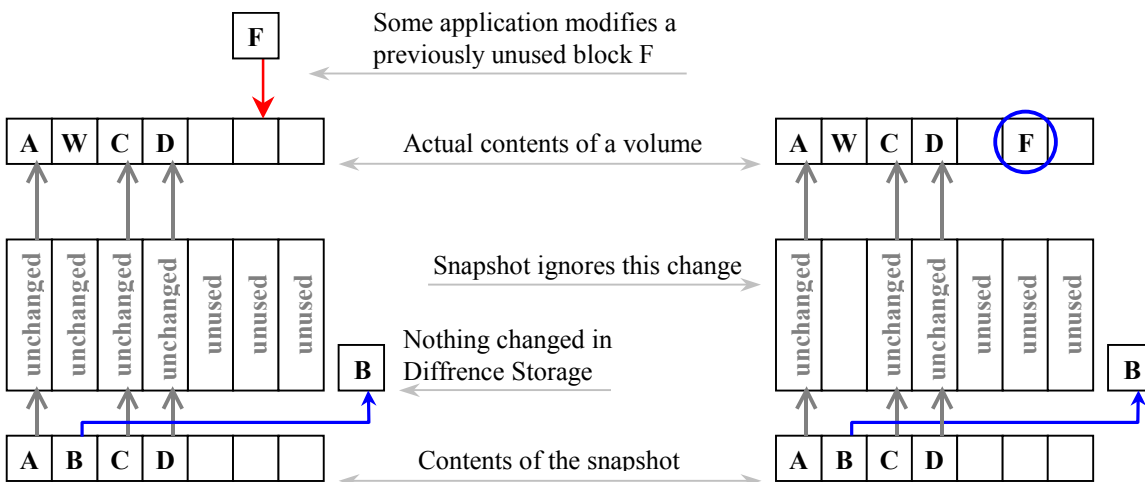 F
Some application modifies a
previously unused block F
A W C D
Actual contents of a volume
A W C D F
unchanged unchanged unchanged unchanged unused unused unused
Snapshot ignores this change
unchanged unchanged unchanged unused unused unused
Nothing changed in
Diffrence Storage
B
B
A B C D
Contents of the snapshot
A B C D